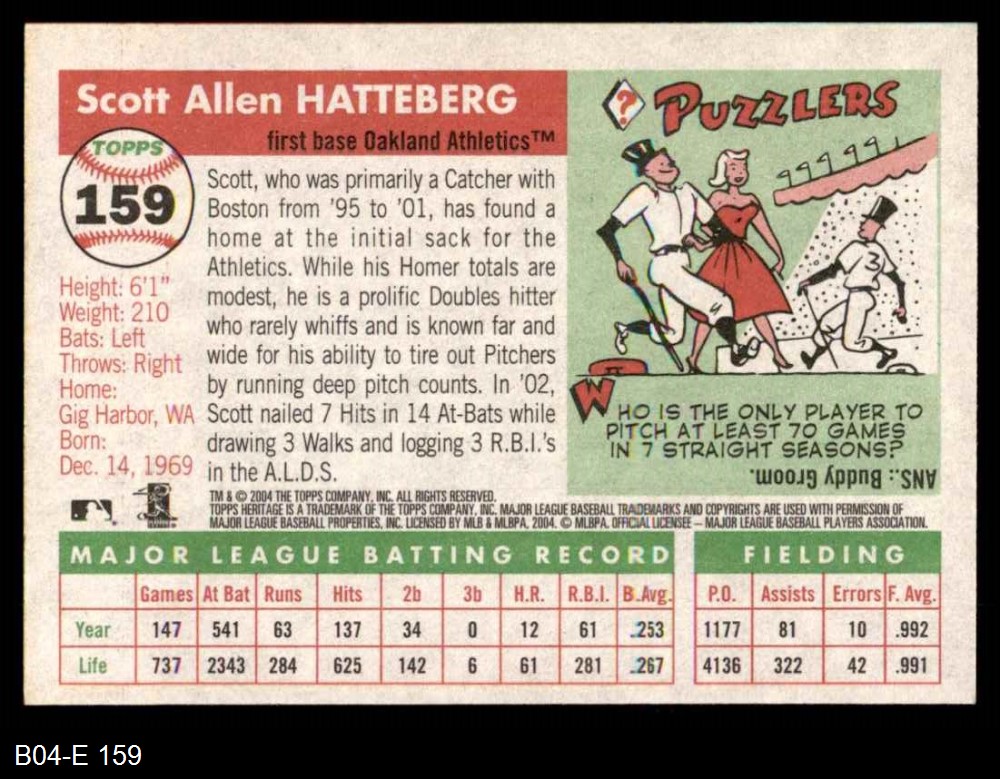 Scott Allen HATTEBERG
first base Oakland Athletics™
TOPPS
159
Height: 6'1"
Weight: 210
Bats: Left
Throws: Right
Home:
Gig Harbor, WA
Born:
Dec. 14, 1969
Scott, who was primarily a Catcher with
Boston from '95 to '01, has found a
home at the initial sack for the
Athletics. While his Homer totals are
modest, he is a prolific Doubles hitter
who rarely whiffs and is known far and
wide for his ability to tire out Pitchers
by running deep pitch counts. In '02,
Scott nailed 7 Hits in 14 At-Bats while
drawing 3 Walks and logging 3 R.B.I.'s
in the A.L.D.S.
? PUZZLERS
3
WHO IS THE ONLY PLAYER TO
PITCH AT LEAST 70 GAMES
IN 7 STRAIGHT SEASONS?
ANS.: Buddy Groom.
TM & © 2004 THE TOPPS COMPANY, INC. ALL RIGHTS RESERVED.
TOPPS HERITAGE IS A TRADEMARK OF THE TOPPS COMPANY, INC. MAJOR LEAGUE BASEBALL TRADEMARKS AND COPYRIGHTS ARE USED WITH PERMISSION OF
MAJOR LEAGUE BASEBALL PROPERTIES, INC. LICENSED BY MLB & MLBPA, 2004. © MLBPA. OFFICIAL LICENSEE – MAJOR LEAGUE BASEBALL PLAYERS ASSOCIATION.
MAJOR LEAGUE BATTING RECORD FIELDING
Games At Bat Runs Hits 2b 3b H.R. R.B.I. B.Avg. P.O. Assists Errors F. Avg.
Year 147 541 63 137 34 0 12 61 .253 1177 81 10 .992
Life 737 2343 284 625 142 6 61 281 .267 4136 322 42 .991
B04-E 159